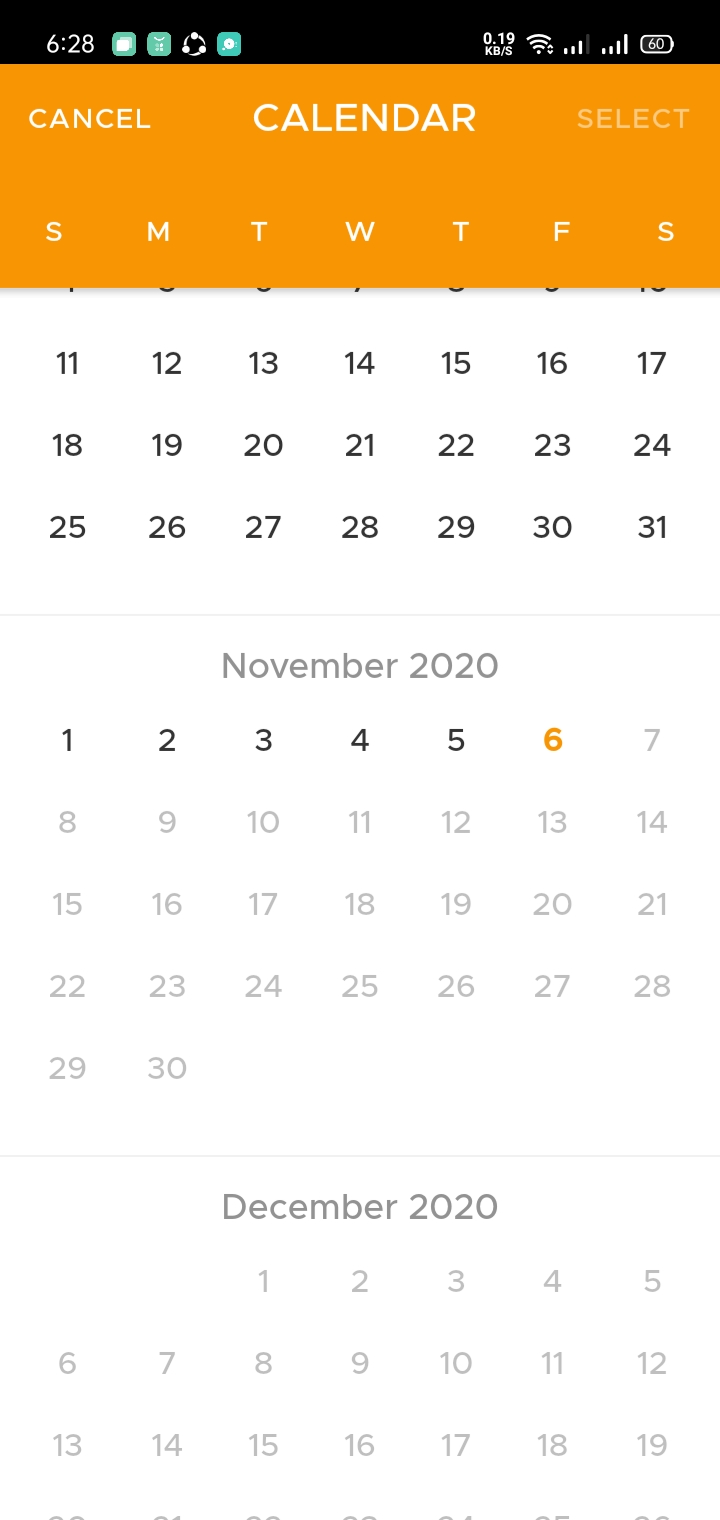 6:28 0.19 KB/S 60
CANCEL CALENDAR SELECT
S M T W T F S
11 12 13 14 15 16 17
18 19 20 21 22 23 24
25 26 27 28 29 30 31
November 2020
1 2 3 4 5 6 7
8 9 10 11 12 13 14
15 16 17 18 19 20 21
22 23 24 25 26 27 28
29 30
December 2020
1 2 3 4 5
6 7 8 9 10 11 12
13 14 15 16 17 18 19